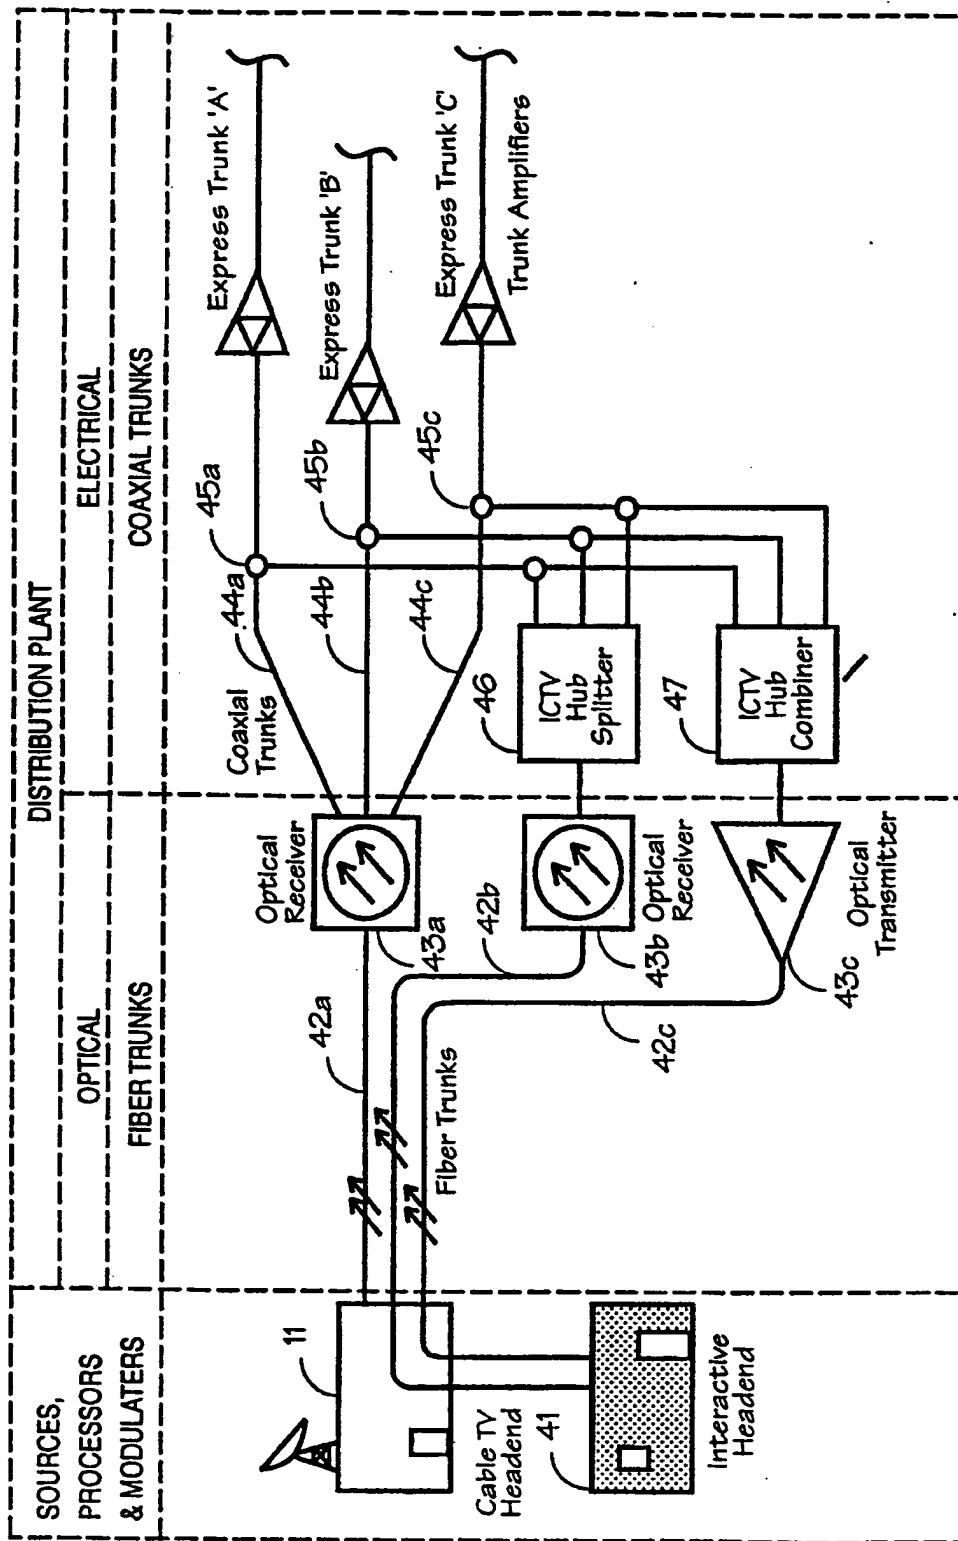 DISTRIBUTION PLANT
SOURCES,
PROCESSORS
& MODULATERS
OPTICAL
ELECTRICAL
FIBER TRUNKS
COAXIAL TRUNKS
11
Cable TV
Headend
41
Interactive
Headend
Fiber Trunks
42a
42b
42c
Optical
Receiver
43a
43b
Optical
Receiver
43c
Optical
Transmitter
Coaxial
Trunks
44a
44b
44c
45a
45b
45c
46
ICTV
Hub
Splitter
47
ICTV
Hub
Combiner
Express Trunk 'A'
Express Trunk 'B'
Express Trunk 'C'
Trunk Amplifiers